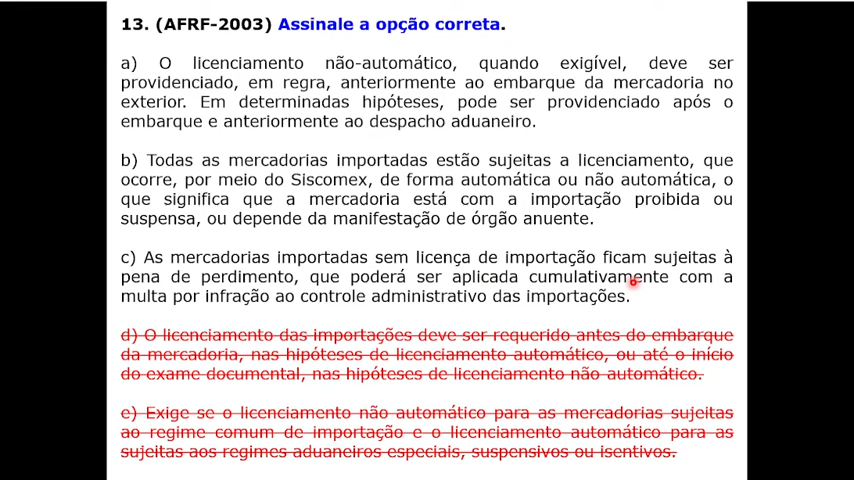 13. (AFRF-2003) Assinale a opção correta.
a) O licenciamento não-automático, quando exigível, deve ser
providenciado, em regra, anteriormente ao embarque da mercadoria no
exterior. Em determinadas hipóteses, pode ser providenciado após o
embarque e anteriormente ao despacho aduaneiro.
b) Todas as mercadorias importadas estão sujeitas a licenciamento, que
ocorre, por meio do Siscomex, de forma automática ou não automática, o
que significa que a mercadoria está com a importação proibida ou
suspensa, ou depende da manifestação de órgão anuente.
c) As mercadorias importadas sem licença de importação ficam sujeitas à
pena de perdimento, que poderá ser aplicada cumulativamente com a
multa por infração ao controle administrativo das importações.
d) O licenciamento das importações deve ser requerido antes do embarque
da mercadoria, nas hipóteses de licenciamento automático, ou até o início
do exame documental, nas hipóteses de licenciamento não automático.
e) Exige se o licenciamento não automático para as mercadorias sujeitas
ao regime comum de importação e o licenciamento automático para as
sujeitas aos regimes aduaneiros especiais, suspensivos ou isentivos.